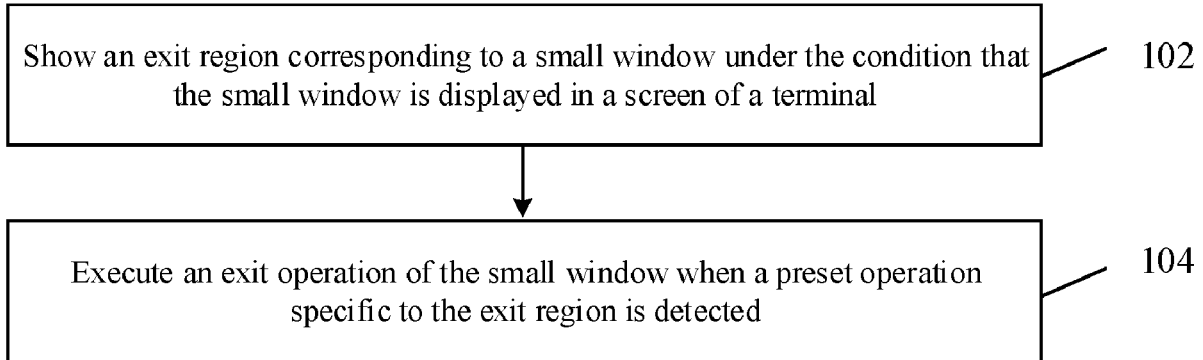 Show an exit region corresponding to a small window under the condition that
the small window is displayed in a screen of a terminal
102
Execute an exit operation of the small window when a preset operation
specific to the exit region is detected
104